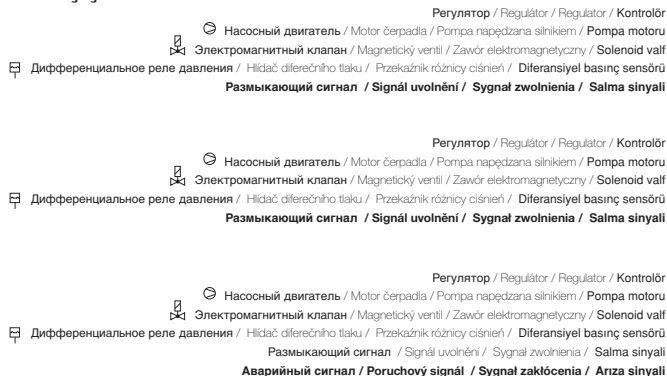 Регулятор / Regulátor / Regulator / Kontrolör
Насосный двигатель / Motor čerpadla / Pompa napędzana silnikiem / Pompa motoru
Электромагнитный клапан / Magnetický ventil / Zawór elektromagnetyczny / Solenoid valf
Дифференциальное реле давления / Hlídač diferečního tlaku / Przekaźnik różnicy ciśnień / Diferansiyel basınç sensörü
Размыкающий сигнал / Signál uvolnění / Sygnał zwolnienia / Salma sinyali
Регулятор / Regulátor / Regulator / Kontrolör
Насосный двигатель / Motor čerpadla / Pompa napędzana silnikiem / Pompa motoru
Электромагнитный клапан / Magnetický ventil / Zawór elektromagnetyczny / Solenoid valf
Дифференциальное реле давления / Hlídač diferečního tlaku / Przekaźnik różnicy ciśnień / Diferansiyel basınç sensörü
Размыкающий сигнал / Signál uvolnění / Sygnał zwolnienia / Salma sinyali
Регулятор / Regulátor / Regulator / Kontrolör
Насосный двигатель / Motor čerpadla / Pompa napędzana silnikiem / Pompa motoru
Электромагнитный клапан / Magnetický ventil / Zawór elektromagnetyczny / Solenoid valf
Дифференциальное реле давления / Hlídač diferečního tlaku / Przekaźnik różnicy ciśnień / Diferansiyel basınç sensörü
Размыкающий сигнал / Signál uvolnění / Sygnał zwolnienia / Salma sinyali
Аварийный сигнал / Poruchový signál / Sygnał zakłócenia / Arıza sinyali